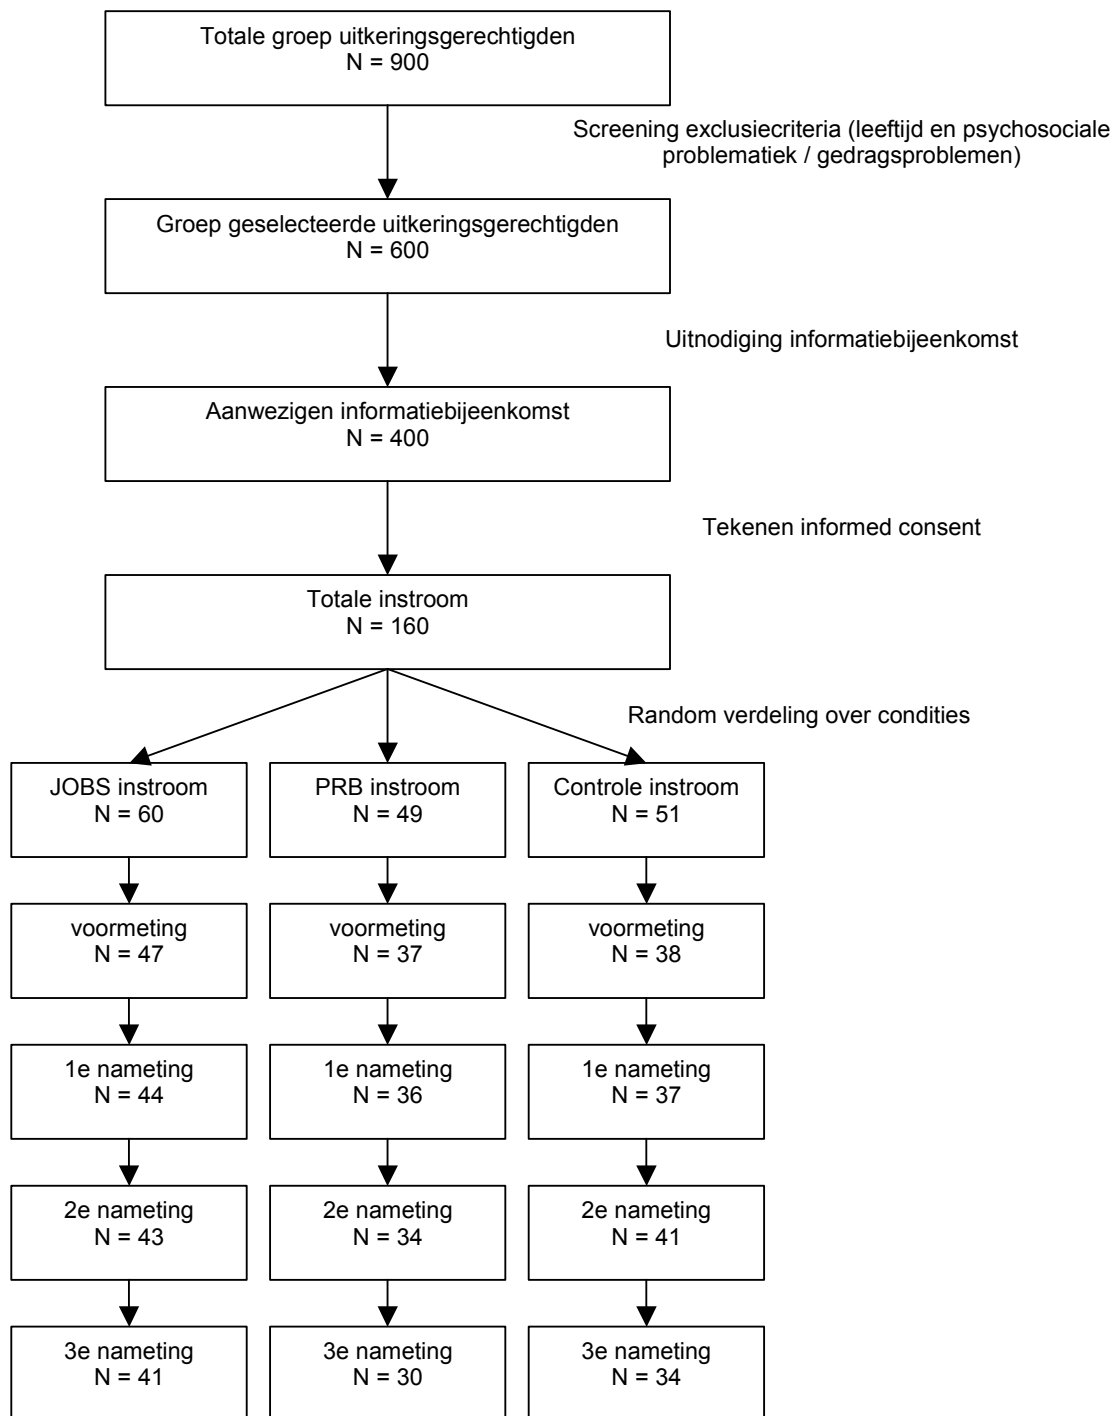 Totale groep uitkeringsgerechtigden
N = 900
Screening exclusiecriteria (leeftijd en psychosociale
problematiek / gedragsproblemen)
Groep geselecteerde uitkeringsgerechtigden
N = 600
Uitnodiging informatiebijeenkomst
Aanwezigen informatiebijeenkomst
N = 400
Tekenen informed consent
Totale instroom
N = 160
Random verdeling over condities
JOBS instroom
N = 60
PRB instroom
N = 49
Controle instroom
N = 51
voormeting
N = 47
voormeting
N = 37
voormeting
N = 38
1e nameting
N = 44
1e nameting
N = 36
1e nameting
N = 37
2e nameting
N = 43
2e nameting
N = 34
2e nameting
N = 41
3e nameting
N = 41
3e nameting
N = 30
3e nameting
N = 34